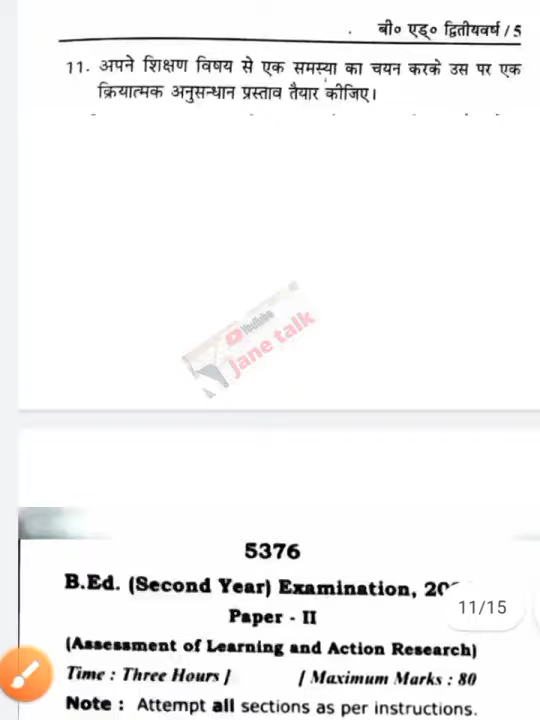 बी० एड्० द्वितीयवर्ष / 5
11. अपने शिक्षण विषय से एक समस्या का चयन करके उस पर एक
क्रियात्मक अनुसन्धान प्रस्ताव तैयार कीजिए।
YouTube
Jane talk
5376
B.Ed. (Second Year) Examination, 20
11/15
Paper - II
(Assessment of Learning and Action Research)
Time : Three Hours ] [ Maximum Marks : 80
Note : Attempt all sections as per instructions.